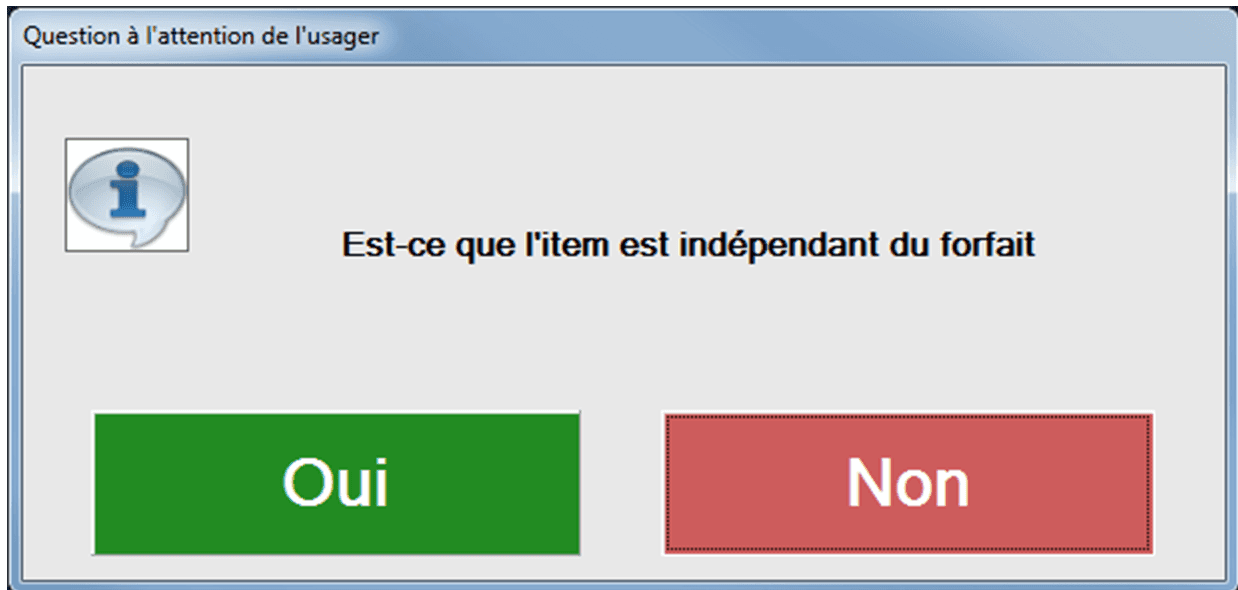 Question à l'attention de l'usager
Est-ce que l'item est indépendant du forfait
Oui
Non